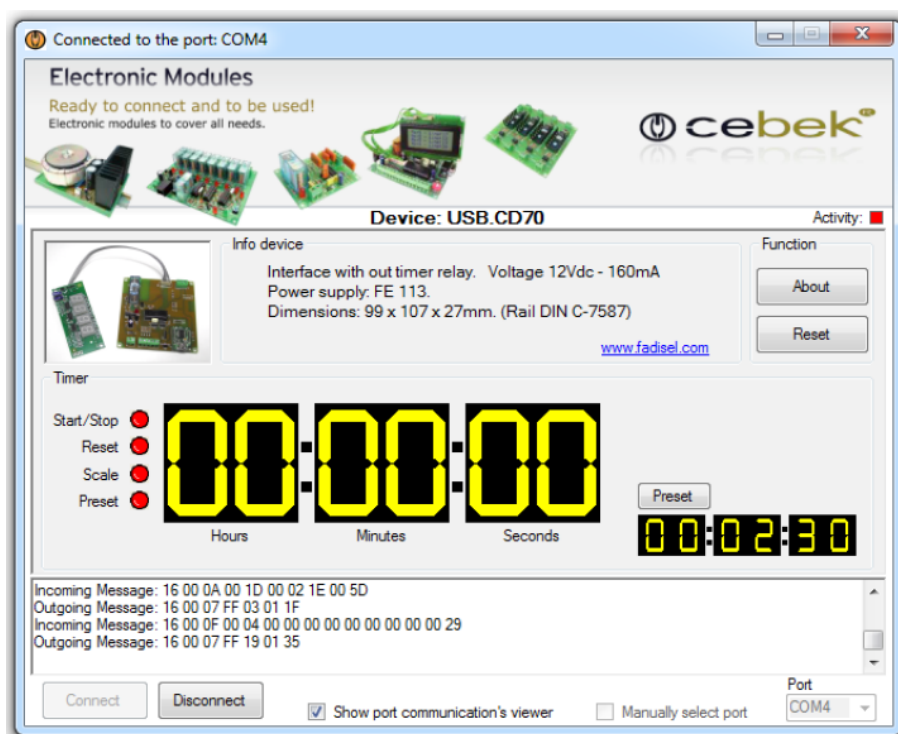 Connected to the port: COM4
Electronic Modules
Ready to connect and to be used!
Electronic modules to cover all needs.
cebek
Device: USB.CD70
Activity:
Info device
Interface with out timer relay. Voltage 12Vdc - 160mA
Power supply: FE 113.
Dimensions: 99 x 107 x 27mm. (Rail DIN C-7587)
www.fadisel.com
Function
About
Reset
Timer
Start/Stop
Reset
Scale
Preset
00:00:00
Hours Minutes Seconds
Preset
00:02:30
Incoming Message: 16 00 0A 00 1D 00 02 1E 00 5D
Outgoing Message: 16 00 07 FF 03 01 1F
Incoming Message: 16 00 0F 00 04 00 00 00 00 00 00 00 00 00 29
Outgoing Message: 16 00 07 FF 19 01 35
Connect
Disconnect
Show port communication's viewer
Manually select port
Port
COM4